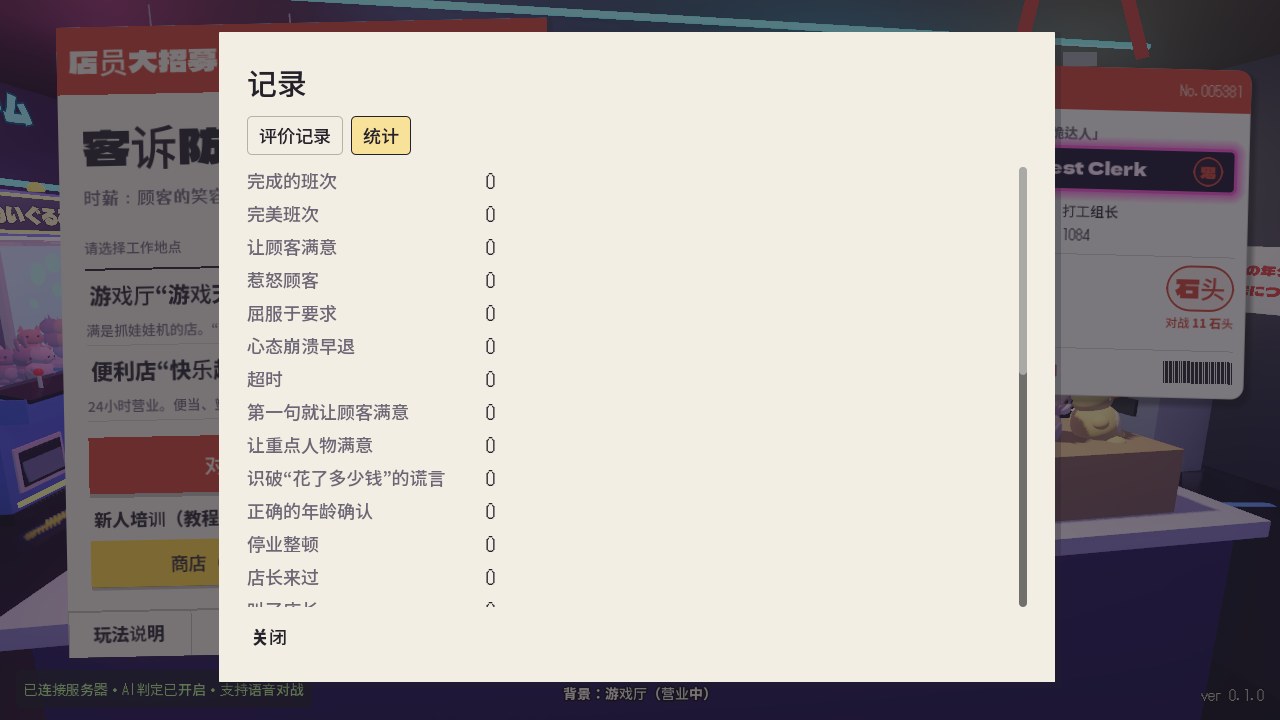 店员大招募
客诉防
时薪：顾客的笑容
请选择工作地点
游戏厅“游戏天
满是抓娃娃机的店。“
便利店“快乐超
24小时营业。便当、
对
新人培训（教程
商店
玩法说明
记录
评价记录
统计
完成的班次 0
完美班次 0
让顾客满意 0
惹怒顾客 0
屈服于要求 0
心态崩溃早退 0
超时 0
第一句就让顾客满意 0
让重点人物满意 0
识破“花了多少钱”的谎言 0
正确的年龄确认 0
停业整顿 0
店长来过 0
关闭
No. 005381
达人」
est Clerk
打工组长
1084
石头
对战 11 石头
已连接服务器・AI判定已开启・支持语音对战
背景：游戏厅（营业中）
ver 0.1.0